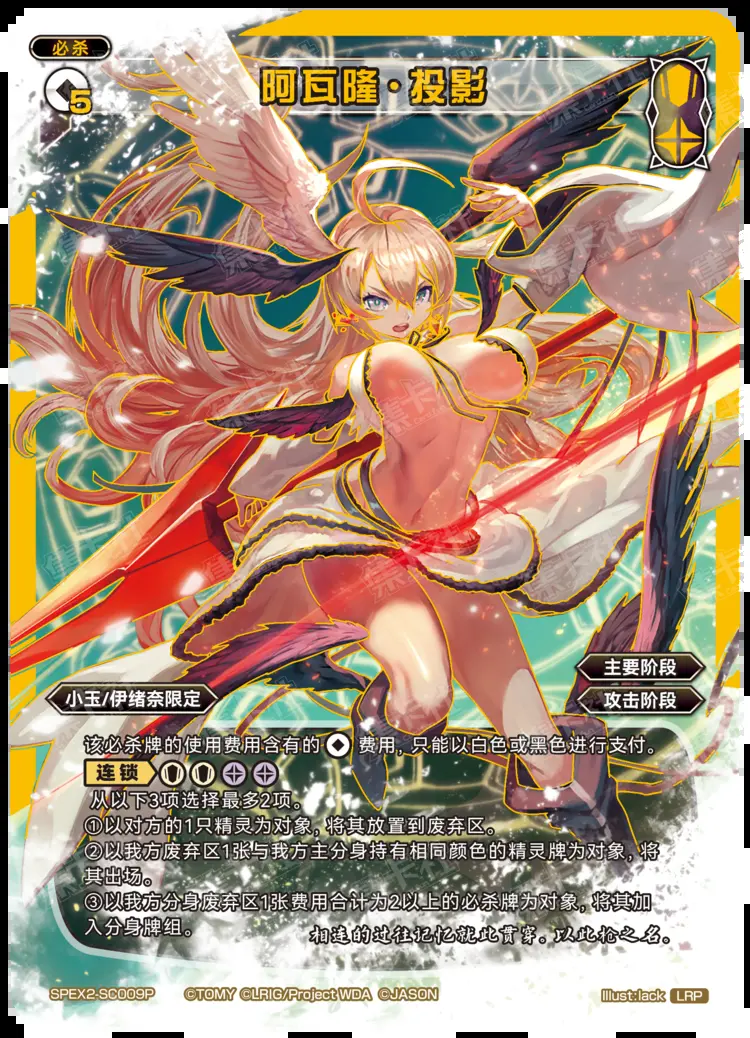 必杀
5
阿瓦隆·投影
主要阶段
小玉/伊绪奈限定
攻击阶段
该必杀牌的使用费用含有的 费用，只能以白色或黑色进行支付。
连锁
从以下3项选择最多2项。
①以对方的1只精灵为对象，将其放置到废弃区。
②以我方废弃区1张与我方主分身持有相同颜色的精灵牌为对象，将
其出场。
③以我方分身废弃区1张费用合计为2以上的必杀牌为对象，将其加
入分身牌组。
相连的过往记忆就此贯穿。以此枪之名。
SPEX2-SC009P ©TOMY ©LRIG/Project WDA ©JASON Illust:lack LRP